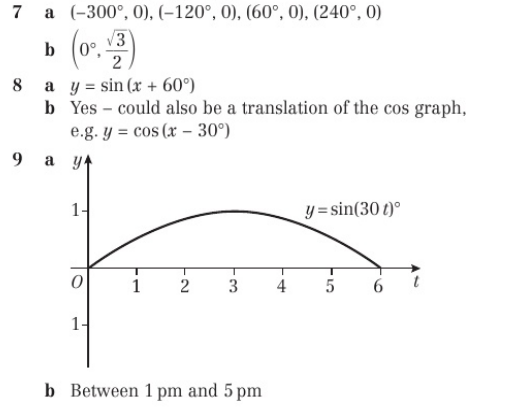 7 a (−300°, 0), (−120°, 0), (60°, 0), (240°, 0)
b (0°, √3/2)
8 a y = sin (x + 60°)
b Yes – could also be a translation of the cos graph,
e.g. y = cos (x − 30°)
9 a y
1
y = sin(30 t)°
O 1 2 3 4 5 6 t
1
b Between 1 pm and 5 pm